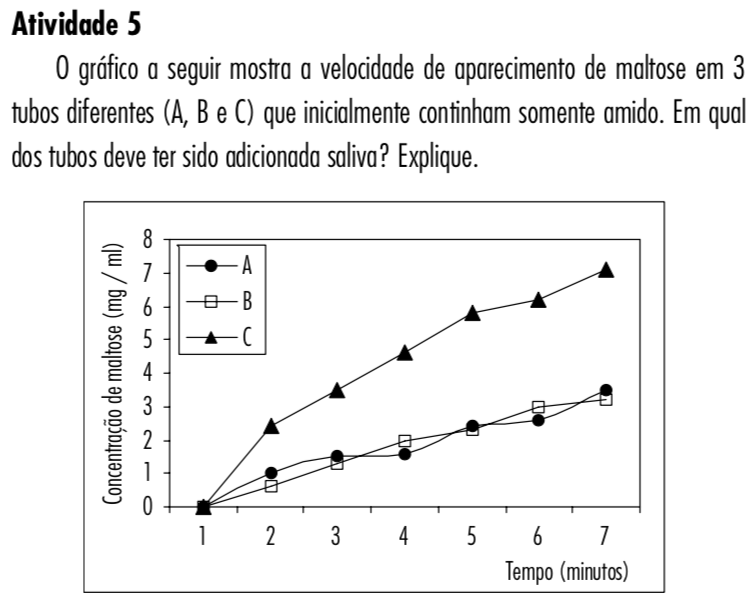 Atividade 5
O gráfico a seguir mostra a velocidade de aparecimento de maltose em 3
tubos diferentes (A, B e C) que inicialmente continham somente amido. Em qual
dos tubos deve ter sido adicionada saliva? Explique.
Concentração de maltose (mg / ml)
8
7
6
5
4
3
2
1
0
A
B
C
1 2 3 4 5 6 7
Tempo (minutos)